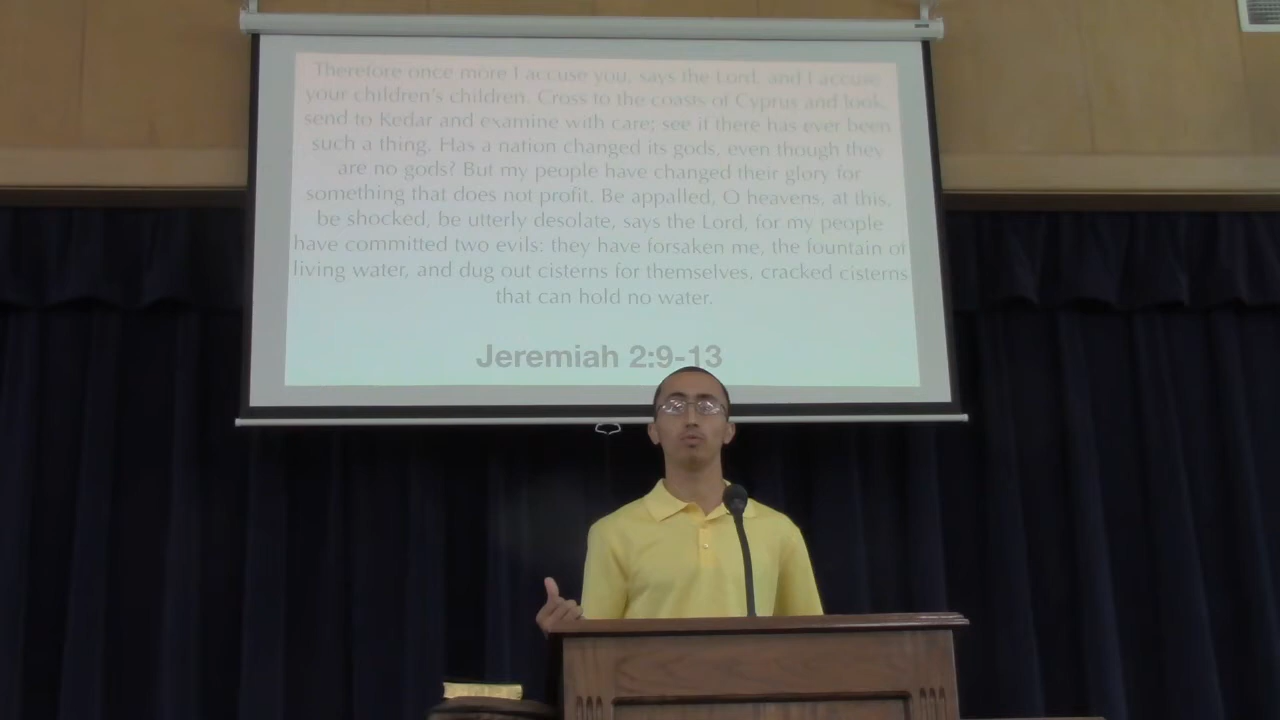 Therefore once more I accuse you, says the Lord, and I accuse
your children's children. Cross to the coasts of Cyprus and look,
send to Kedar and examine with care; see if there has ever been
such a thing. Has a nation changed its gods, even though they
are no gods? But my people have changed their glory for
something that does not profit. Be appalled, O heavens, at this,
be shocked, be utterly desolate, says the Lord, for my people
have committed two evils: they have forsaken me, the fountain of
living water, and dug out cisterns for themselves, cracked cisterns
that can hold no water.
Jeremiah 2:9-13